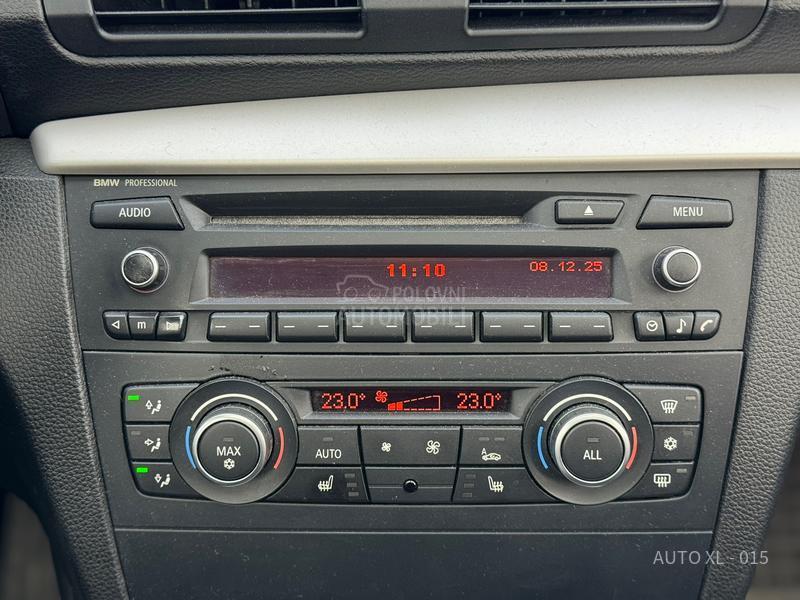 BMW PROFESSIONAL
AUDIO
MENU
11:10
08.12.25
POLOVNI
AUTOMOBILI
m
23.0°
23.0°
MAX
AUTO
A
ALL
AUTO XL - 015